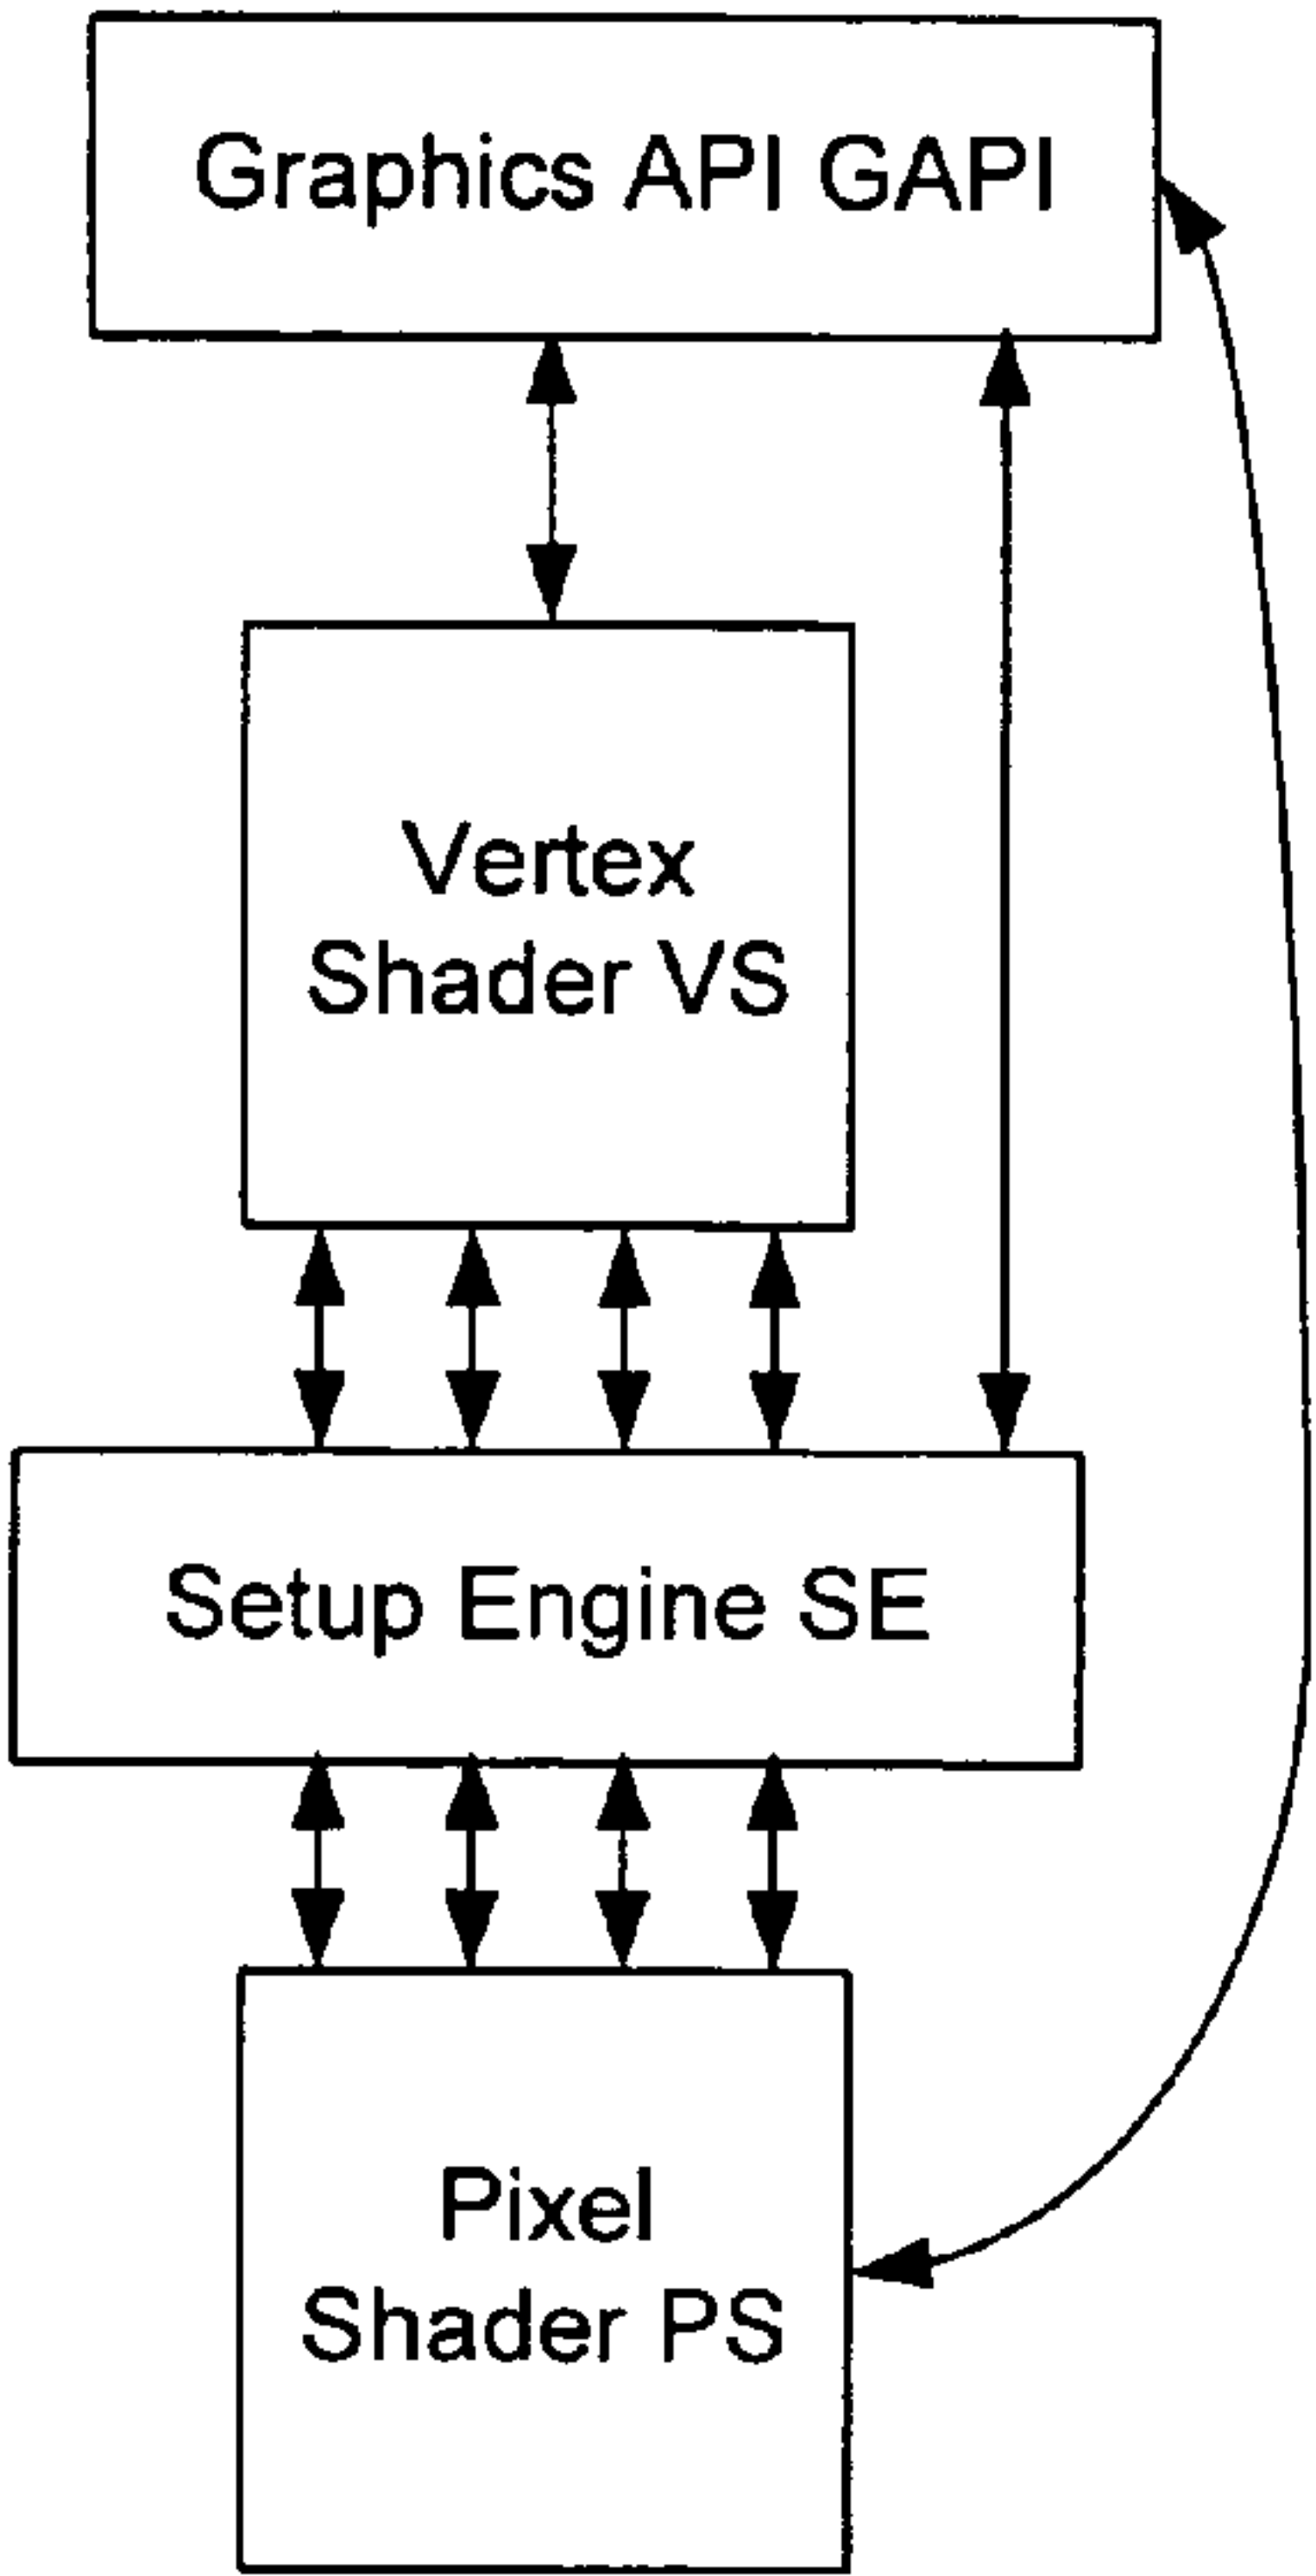 Graphics API GAPI
Vertex
Shader VS
Setup Engine SE
Pixel
Shader PS